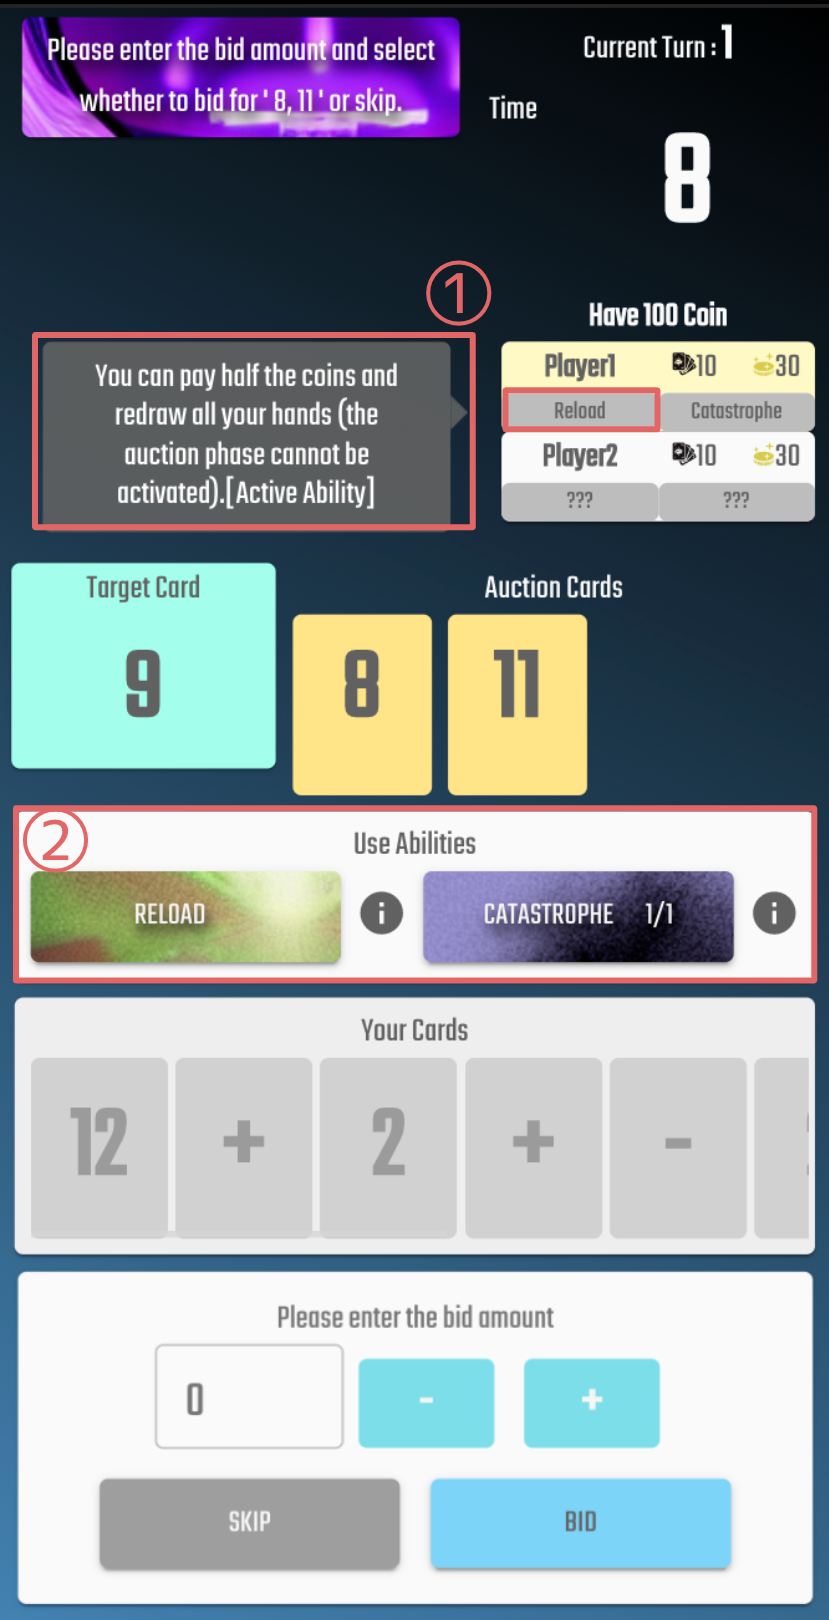 Please enter the bid amount and select
whether to bid for ' 8, 11 ' or skip.
Current Turn : 1
Time
8
①
Have 100 Coin
You can pay half the coins and
redraw all your hands (the
auction phase cannot be
activated).[Active Ability]
Player1 10 30
Reload Catastrophe
Player2 10 30
??? ???
Target Card
9
Auction Cards
8 11
②
Use Abilities
RELOAD i CATASTROPHE 1/1 i
Your Cards
12 + 2 + -
Please enter the bid amount
0 - +
SKIP BID